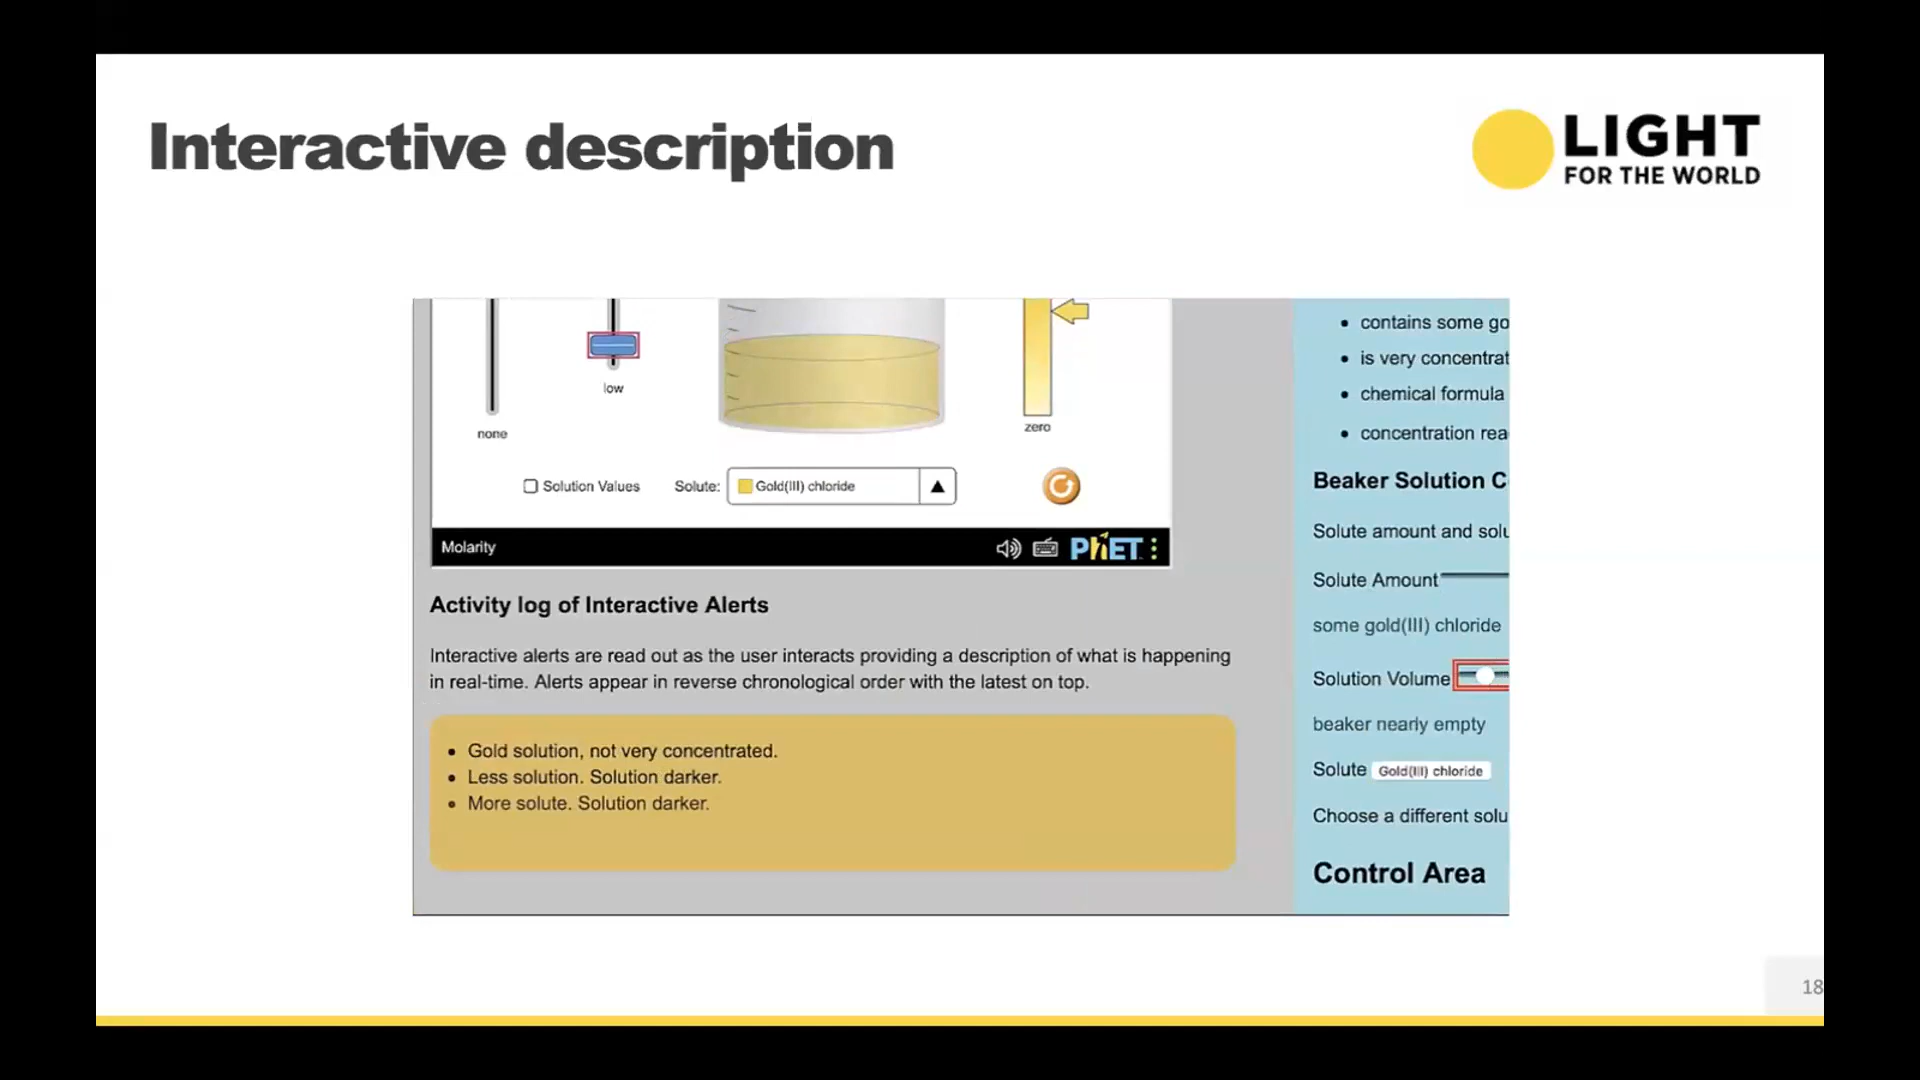 Interactive description
LIGHT
FOR THE WORLD
low
none
zero
Solution Values
Solute:
Gold(III) chloride
Molarity
PhET
Activity log of Interactive Alerts
Interactive alerts are read out as the user interacts providing a description of what is happening
in real-time. Alerts appear in reverse chronological order with the latest on top.
• Gold solution, not very concentrated.
• Less solution. Solution darker.
• More solute. Solution darker.
• contains some go
• is very concentrat
• chemical formula
• concentration rea
Beaker Solution C
Solute amount and solu
Solute Amount
some gold(III) chloride
Solution Volume
beaker nearly empty
Solute Gold(III) chloride
Choose a different solu
Control Area
18